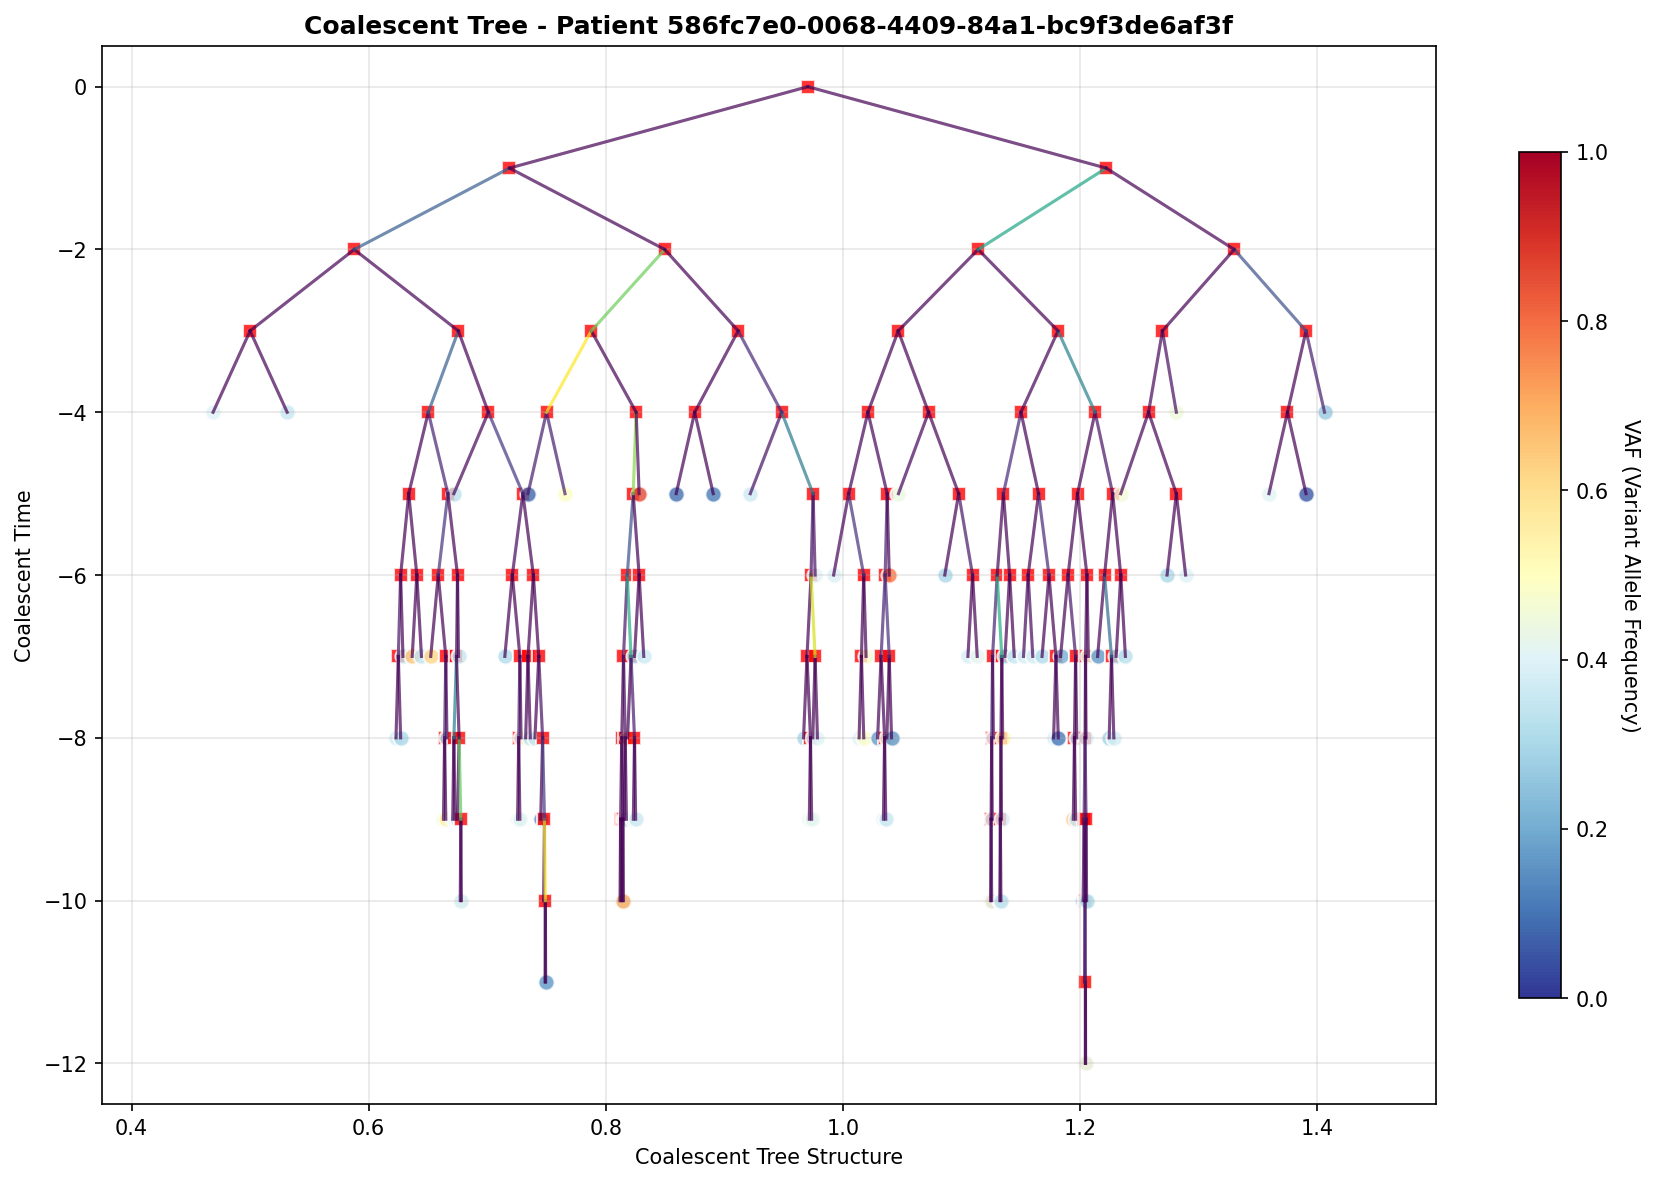 Coalescent Tree - Patient 586fc7e0-0068-4409-84a1-bc9f3de6af3f
0
−2
−4
−6
−8
−10
−12
Coalescent Time
0.4 0.6 0.8 1.0 1.2 1.4
Coalescent Tree Structure
1.0
0.8
0.6
0.4
0.2
0.0
VAF (Variant Allele Frequency)